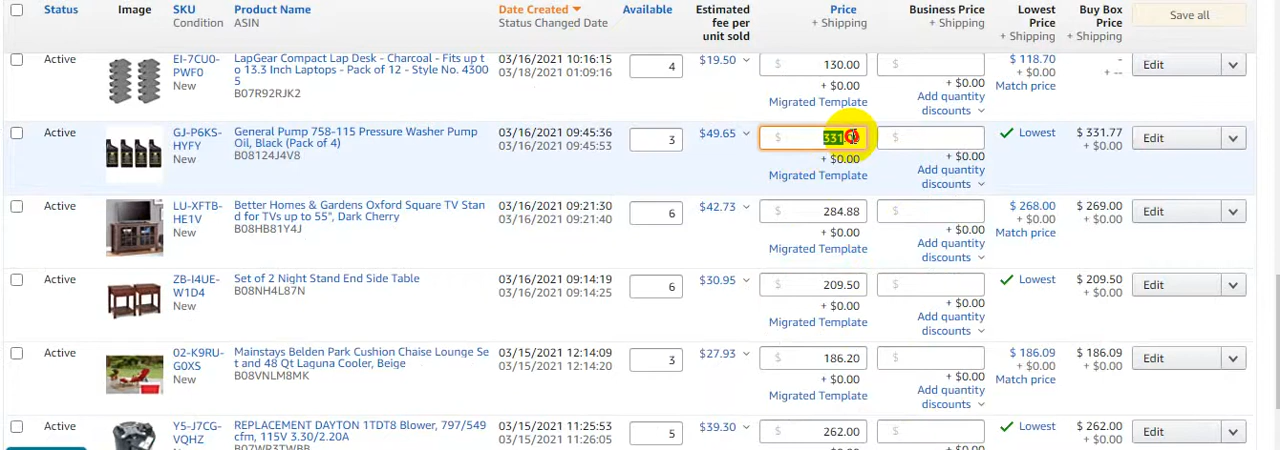 Status
Image
SKU
Condition
Product Name
ASIN
Date Created
Status Changed Date
Available
Estimated
fee per
unit sold
Price
+ Shipping
Business Price
+ Shipping
Lowest
Price
+ Shipping
Buy Box
Price
+ Shipping
Save all
Active
EI-7CU0-
PWF0
New
LapGear Compact Lap Desk - Charcoal - Fits up t
o 13.3 Inch Laptops - Pack of 12 - Style No. 4300
5
B07R92RJK2
03/16/2021 10:16:15
03/18/2021 01:09:16
4
$19.50
$ 130.00
+ $0.00
Migrated Template
$
+ $0.00
Add quantity
discounts
$ 118.70
+ $0.00
Match price
-
+ --
Edit
Active
GJ-P6KS-
HYFY
New
General Pump 758-115 Pressure Washer Pump
Oil, Black (Pack of 4)
B08124J4V8
03/16/2021 09:45:36
03/16/2021 09:45:53
3
$49.65
$ 331
+ $0.00
Migrated Template
$
+ $0.00
Add quantity
discounts
Lowest
$ 331.77
+ $0.00
Edit
Active
LU-XFTB-
HE1V
New
Better Homes & Gardens Oxford Square TV Stan
d for TVs up to 55", Dark Cherry
B08HB81Y4J
03/16/2021 09:21:30
03/16/2021 09:21:40
6
$42.73
$ 284.88
+ $0.00
Migrated Template
$
+ $0.00
Add quantity
discounts
$ 268.00
+ $0.00
Match price
$ 269.00
+ $0.00
Edit
Active
ZB-I4UE-
W1D4
New
Set of 2 Night Stand End Side Table
B08NH4L87N
03/16/2021 09:14:19
03/16/2021 09:14:25
6
$30.95
$ 209.50
+ $0.00
Migrated Template
$
+ $0.00
Add quantity
discounts
Lowest
$ 209.50
+ $0.00
Edit
Active
02-K9RU-
G0XS
New
Mainstays Belden Park Cushion Chaise Lounge Se
t and 48 Qt Laguna Cooler, Beige
B08VNLM8MK
03/15/2021 12:14:09
03/15/2021 12:14:20
3
$27.93
$ 186.20
+ $0.00
Migrated Template
$
+ $0.00
Add quantity
discounts
$ 186.09
+ $0.00
Match price
$ 186.09
+ $0.00
Edit
Active
Y5-J7CG-
VQHZ
REPLACEMENT DAYTON 1TDT8 Blower, 797/549
cfm, 115V 3.30/2.20A
B07WR3TWBB
03/15/2021 11:25:53
03/15/2021 11:26:05
5
$39.30
$ 262.00
+ $0.00
$
+ $0.00
Lowest
$ 262.00
+ $0.00
Edit